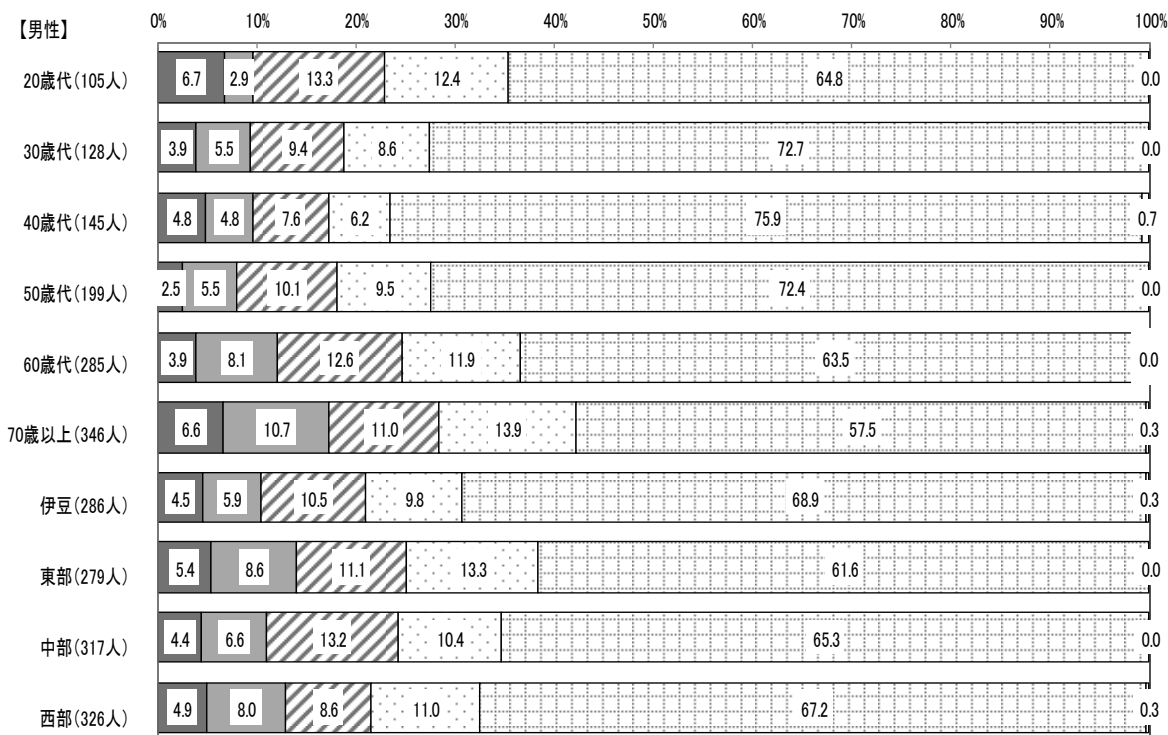 【男性】
0% 10% 20% 30% 40% 50% 60% 70% 80% 90% 100%
20歳代(105人) 6.7 2.9 13.3 12.4 64.8 0.0
30歳代(128人) 3.9 5.5 9.4 8.6 72.7 0.0
40歳代(145人) 4.8 4.8 7.6 6.2 75.9 0.7
50歳代(199人) 2.5 5.5 10.1 9.5 72.4 0.0
60歳代(285人) 3.9 8.1 12.6 11.9 63.5 0.0
70歳以上(346人) 6.6 10.7 11.0 13.9 57.5 0.3
伊豆(286人) 4.5 5.9 10.5 9.8 68.9 0.3
東部(279人) 5.4 8.6 11.1 13.3 61.6 0.0
中部(317人) 4.4 6.6 13.2 10.4 65.3 0.0
西部(326人) 4.9 8.0 8.6 11.0 67.2 0.3